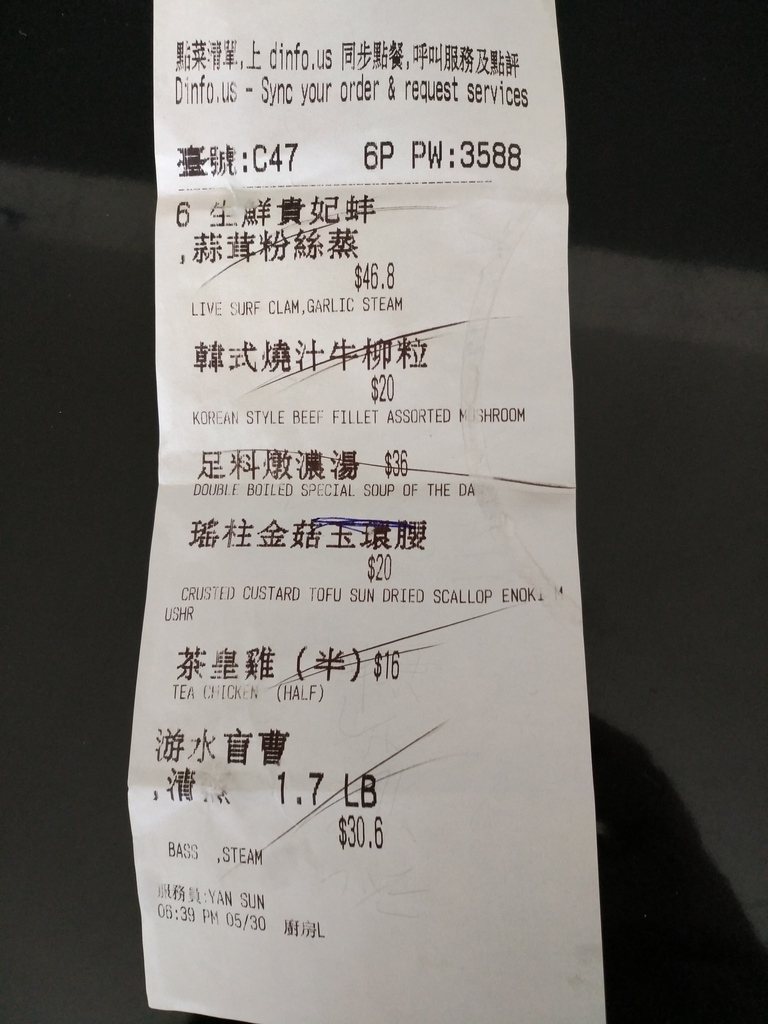 點菜清單,上 dinfo.us 同步點餐,呼叫服務及點評
Dinfo.us - Sync your order & request services
臺號:C47 6P PW:3588
6 生鮮貴妃蚌
,蒜茸粉絲蒸
$46.8
LIVE SURF CLAM,GARLIC STEAM
韓式燒汁牛柳粒
$20
KOREAN STYLE BEEF FILLET ASSORTED MUSHROOM
足料燉濃湯 $36
DOUBLE BOILED SPECIAL SOUP OF THE DA
瑤柱金菇玉環腰
$20
CRUSTED CUSTARD TOFU SUN DRIED SCALLOP ENOKI M
USHR
茶皇雞(半)$16
TEA CHICKEN (HALF)
游水盲曹
,清蒸 1.7 LB
$30.6
BASS ,STEAM
服務員:YAN SUN
06:39 PM 05/30 廚房L